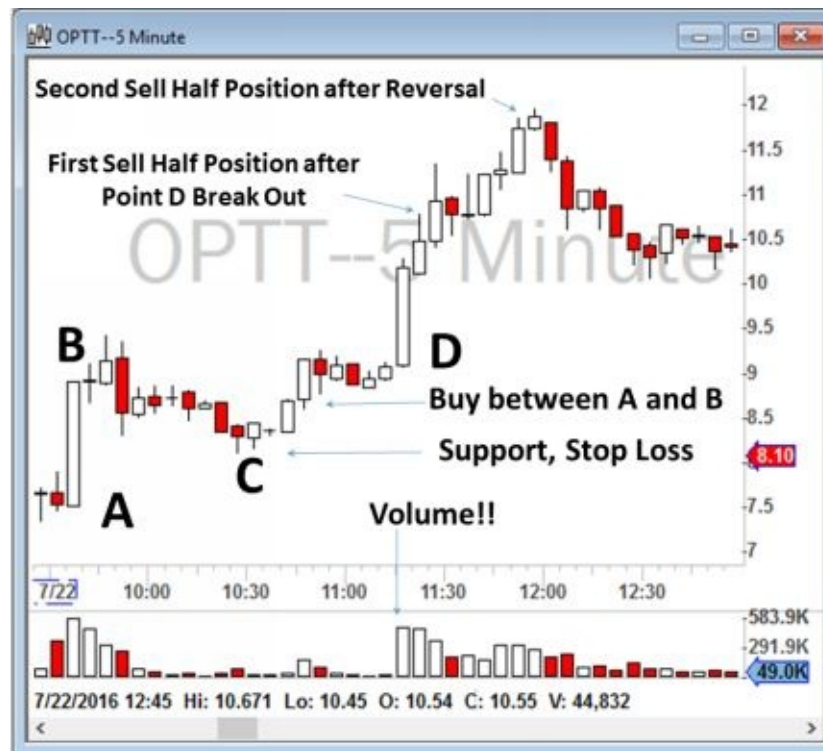 OPTT--5 Minute
Second Sell Half Position after Reversal
First Sell Half Position after
Point D Break Out
OPTT--5 Minute
B
A
C
D
Buy between A and B
Support, Stop Loss
Volume!!
12
11.5
11
10.5
10
9.5
9
8.5
8.10
7.5
7
7/22 10:00 10:30 11:00 11:30 12:00 12:30
583.9K
291.9K
49.0K
7/22/2016 12:45 Hi: 10.671 Lo: 10.45 O: 10.54 C: 10.55 V: 44,832